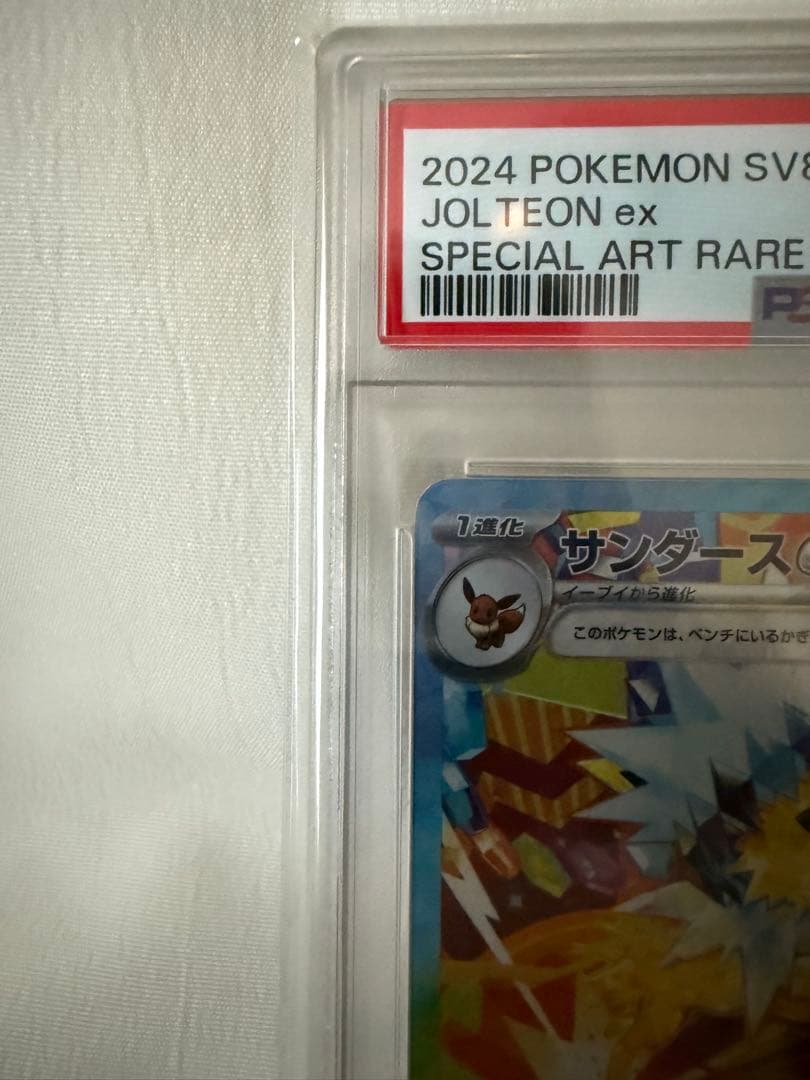 2024 POKEMON SV8
JOLTEON ex
SPECIAL ART RARE
PS
1進化
サンダース
イーブイから進化
このポケモンは、ベンチにいるかぎ